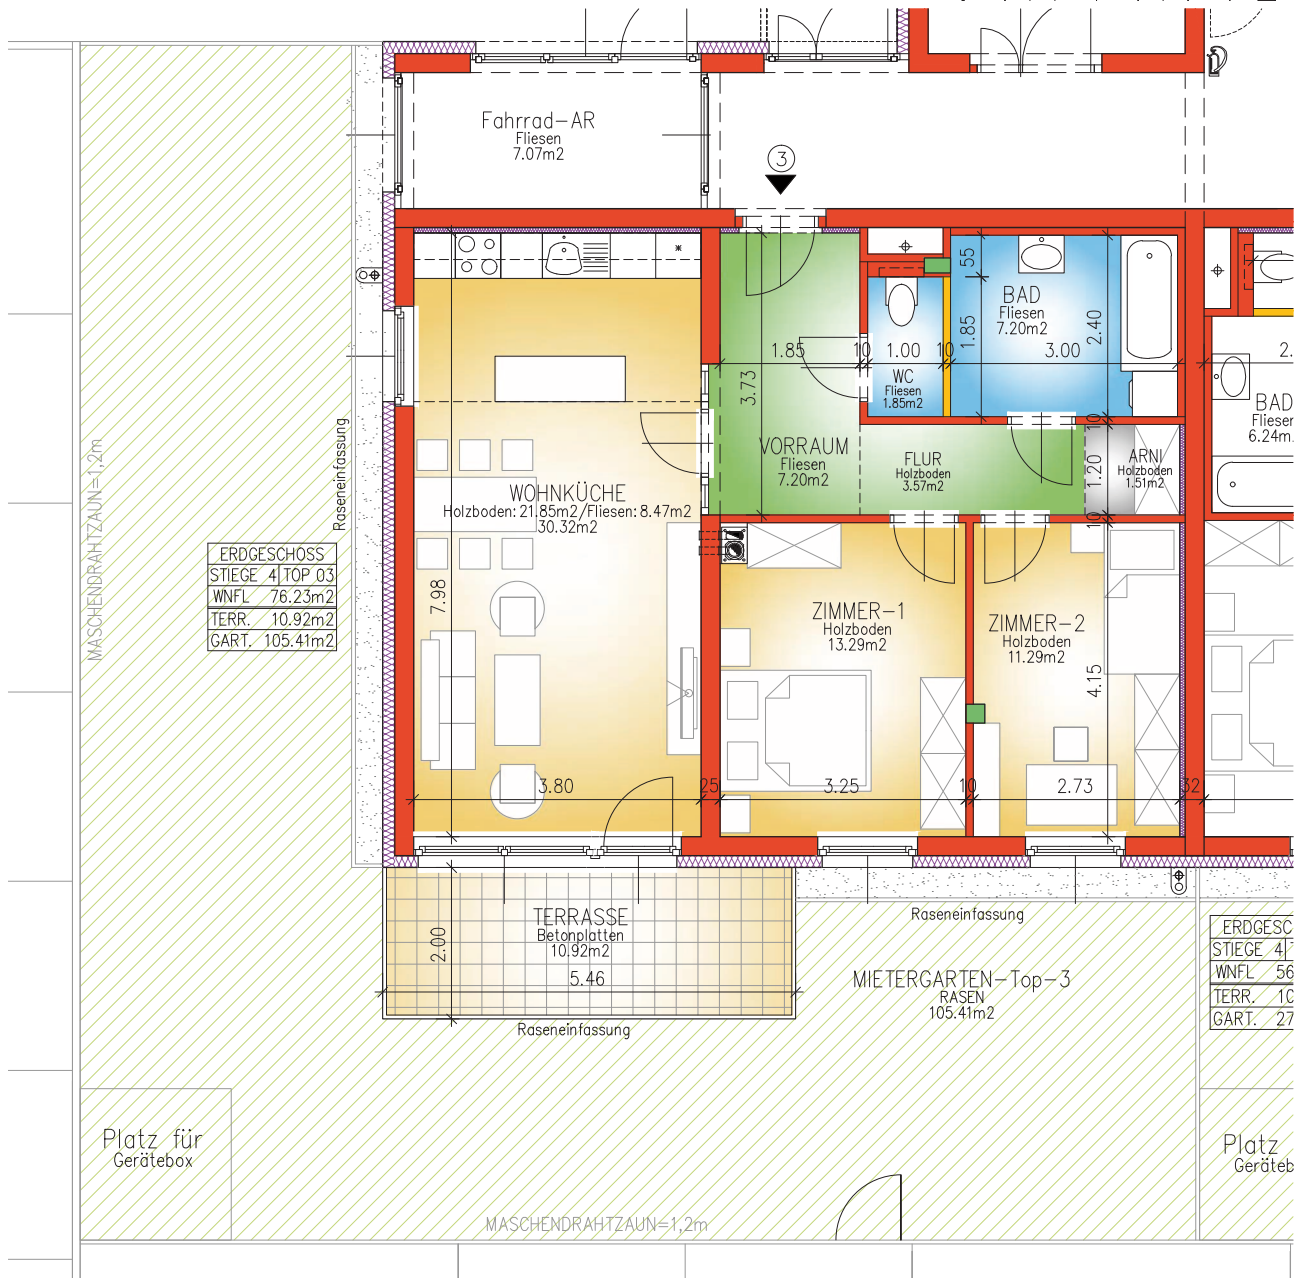 Fahrrad-AR
Fliesen
7.07m2
3
BAD
Fliesen
7.20m2
55
1.85
2.40
1.85
10
1.00
10
3.00
2.
WC
Fliesen
1.85m2
3.73
BAD
Flieser
6.24m
VORRAUM
Fliesen
7.20m2
FLUR
Holzboden
3.57m2
10
1.20
10
ARNI
Holzboden
1.51m2
WOHNKÜCHE
Holzboden: 21.85m2/Fliesen: 8.47m2
30.32m2
7.98
Raseneinfassung
MASCHENDRAHTZAUN=1,2m
ERDGESCHOSS
STIEGE 4 TOP 03
WNFL 76.23m2
TERR. 10.92m2
GART. 105.41m2
ZIMMER-1
Holzboden
13.29m2
ZIMMER-2
Holzboden
11.29m2
4.15
3.80
25
3.25
10
2.73
32
TERRASSE
Betonplatten
10.92m2
2.00
5.46
Raseneinfassung
Raseneinfassung
MIETERGARTEN-Top-3
RASEN
105.41m2
ERDGESC
STIEGE 4
WNFL 56
TERR. 10
GART. 27
Platz für
Gerätebox
Platz
Geräteb
MASCHENDRAHTZAUN=1,2m